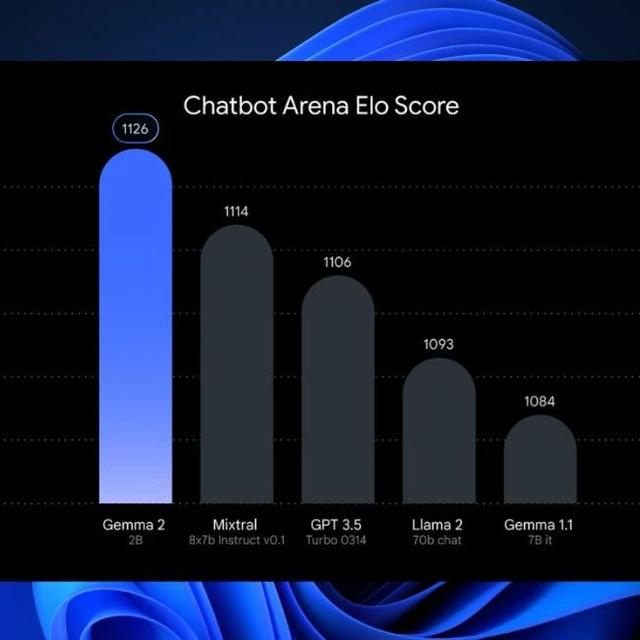 Chatbot Arena Elo Score
1126
1114
1106
1093
1084
Gemma 2
2B
Mixtral
8x7b Instruct v0.1
GPT 3.5
Turbo 0314
Llama 2
70b chat
Gemma 1.1
7B it